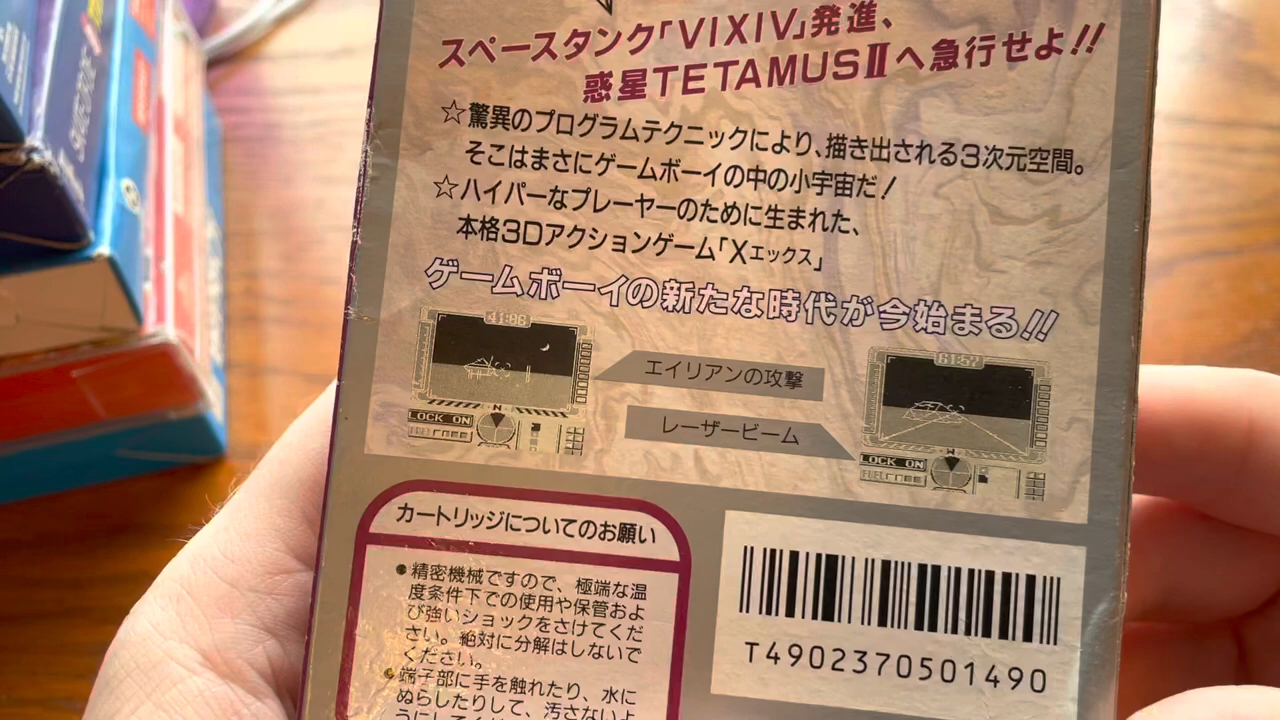 スペースタンク「VIXIV」発進、
惑星TETAMUSⅡへ急行せよ!!
☆驚異のプログラムテクニックにより、描き出される3次元空間。
そこはまさにゲームボーイの中の小宇宙だ!
☆ハイパーなプレーヤーのために生まれた、
本格3Dアクションゲーム「Xエックス」
ゲームボーイの新たな時代が今始まる!!
41:86
エイリアンの攻撃
61:57
レーザービーム
N
LOCK ON
W
LOCK ON
カートリッジについてのお願い
●精密機械ですので、極端な温
度条件下での使用や保管およ
び強いショックをさけてくだ
さい。絶対に分解はしないで
ください。
●端子部に手を触れたり、水に
ぬらしたりして、汚さないよ
T4902370501490